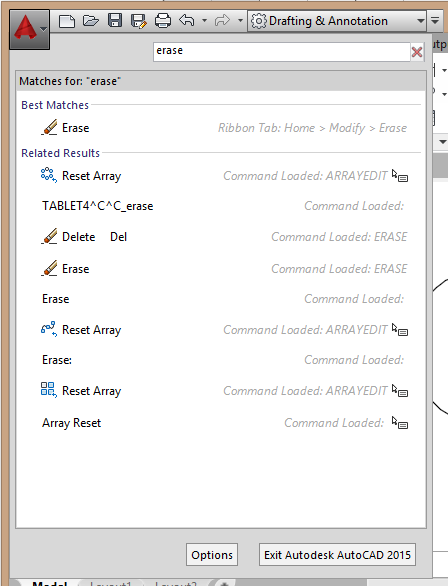 Drafting & Annotation
erase
Matches for: "erase"
Best Matches
Erase Ribbon Tab: Home > Modify > Erase
Related Results
Reset Array Command Loaded: ARRAYEDIT
TABLET4^C^C_erase Command Loaded:
Delete Del Command Loaded: ERASE
Erase Command Loaded: ERASE
Erase Command Loaded:
Reset Array Command Loaded: ARRAYEDIT
Erase: Command Loaded:
Reset Array Command Loaded: ARRAYEDIT
Array Reset Command Loaded:
Options Exit Autodesk AutoCAD 2015
Model Layout1 Layout2